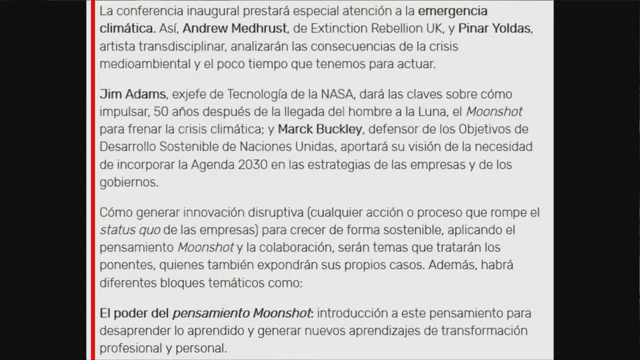 La conferencia inaugural prestará especial atención a la emergencia
climática. Así, Andrew Medhrust, de Extinction Rebellion UK, y Pinar Yoldas,
artista transdisciplinar, analizarán las consecuencias de la crisis
medioambiental y el poco tiempo que tenemos para actuar.
Jim Adams, exjefe de Tecnología de la NASA, dará las claves sobre cómo
impulsar, 50 años después de la llegada del hombre a la Luna, el Moonshot
para frenar la crisis climática; y Marck Buckley, defensor de los Objetivos de
Desarrollo Sostenible de Naciones Unidas, aportará su visión de la necesidad
de incorporar la Agenda 2030 en las estrategias de las empresas y de los
gobiernos.
Cómo generar innovación disruptiva (cualquier acción o proceso que rompe el
status quo de las empresas) para crecer de forma sostenible, aplicando el
pensamiento Moonshot y la colaboración, serán temas que tratarán los
ponentes, quienes también expondrán sus propios casos. Además, habrá
diferentes bloques temáticos como:
El poder del pensamiento Moonshot: introducción a este pensamiento para
desaprender lo aprendido y generar nuevos aprendizajes de transformación
profesional y personal.